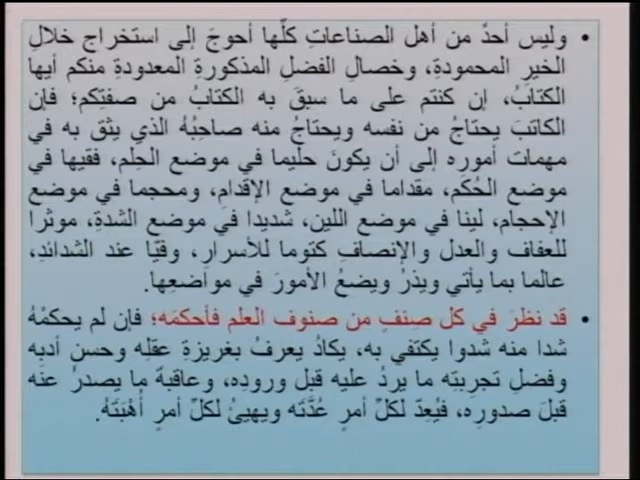 • وليس أحدٌ من أهل الصناعاتِ كلّها أحوجَ إلى استخراج خلالِ
الخيرِ المحمودةِ، وخصالِ الفضلِ المذكورةِ المعدودةِ منكم أيها
الكتابُ، إن كنتم على ما سبقَ به الكتابُ من صفتِكم؛ فإن
الكاتبَ يحتاجُ من نفسه ويحتاجُ منه صاحبُهُ الذي يثقُ به في
مهمات أموره إلى أن يكونَ حليما في موضع الحِلم، فقيها في
موضع الحُكم، مقداما في موضع الإقدامِ، ومحجما في موضع
الإحجام، لينا في موضع اللين، شديدا في موضع الشدةِ، موثرا
للعفاف والعدل والإنصافِ كتوما للأسرارِ، وفيّا عند الشدائدِ،
عالما بما يأتي ويذرُ ويضعُ الأمورَ في مواضعِها.
• قد نظرَ في كل صنفٍ من صنوف العلم فأحكمَه؛ فإن لم يحكمْهُ
شدا منه شدوا يكتفي به، يكادُ يعرفُ بغريزةِ عقلِه وحسنِ أدبِه
وفضلِ تجربتِه ما يردُ عليه قبل ورودِه، وعاقبةَ ما يصدرُ عنه
قبلَ صدورِه، فيُعِدّ لكلّ أمرٍ عُدَّتَه ويهيئُ لكلّ أمرٍ أُهْبَتَهُ.